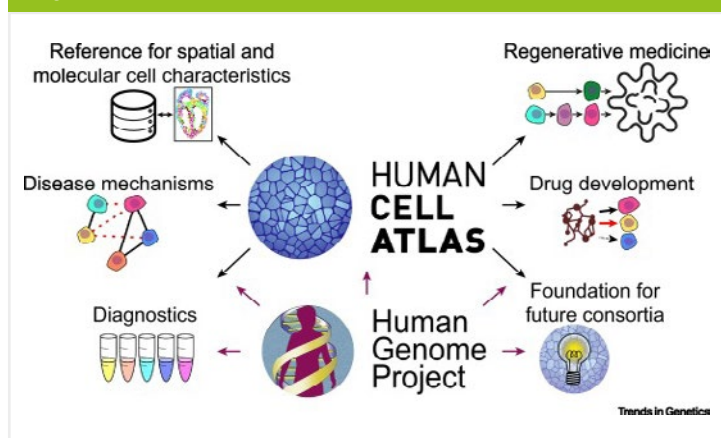 Reference for spatial and
molecular cell characteristics
Regenerative medicine
Disease mechanisms
HUMAN
CELL
ATLAS
Drug development
Diagnostics
Human
Genome
Project
Foundation for
future consortia
Trends in Genetics